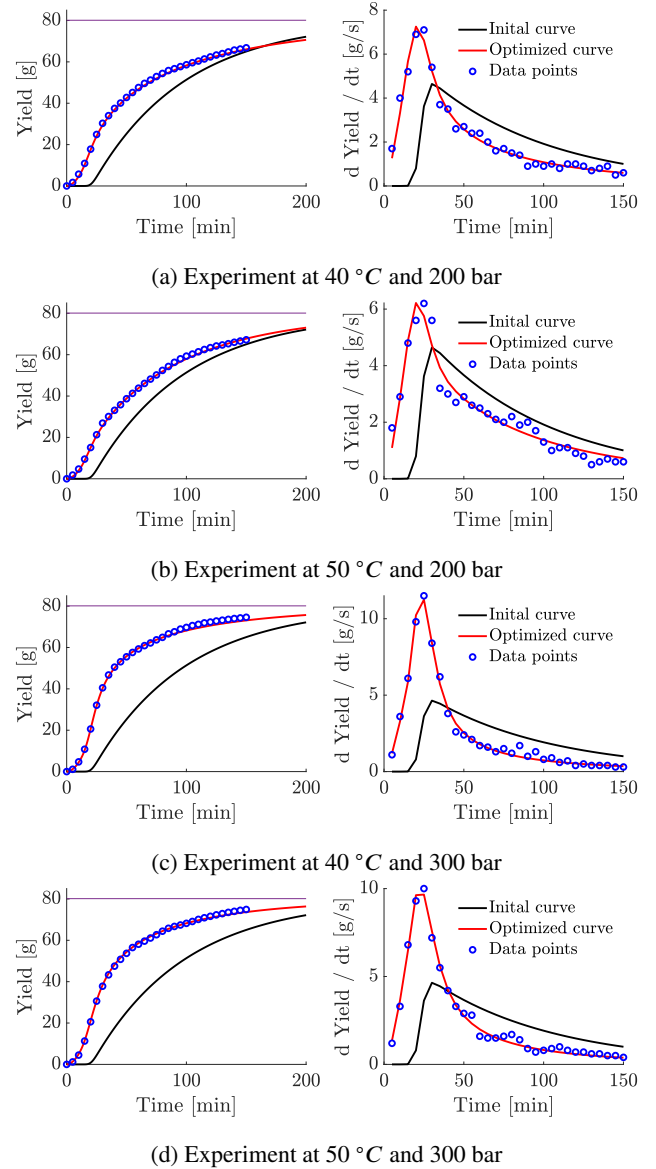 80
60
40
20
0
Yield [g]
0 100 200
Time [min]
8
6
4
2
0
d Yield / dt [g/s]
Inital curve
Optimized curve
Data points
50 100 150
Time [min]
(a) Experiment at 40 °C and 200 bar
80
60
40
20
0
Yield [g]
0 100 200
Time [min]
6
4
2
0
d Yield / dt [g/s]
Inital curve
Optimized curve
Data points
50 100 150
Time [min]
(b) Experiment at 50 °C and 200 bar
80
60
40
20
0
Yield [g]
0 100 200
Time [min]
10
5
0
d Yield / dt [g/s]
Inital curve
Optimized curve
Data points
50 100 150
Time [min]
(c) Experiment at 40 °C and 300 bar
80
60
40
20
0
Yield [g]
0 100 200
Time [min]
10
5
0
d Yield / dt [g/s]
Inital curve
Optimized curve
Data points
50 100 150
Time [min]
(d) Experiment at 50 °C and 300 bar